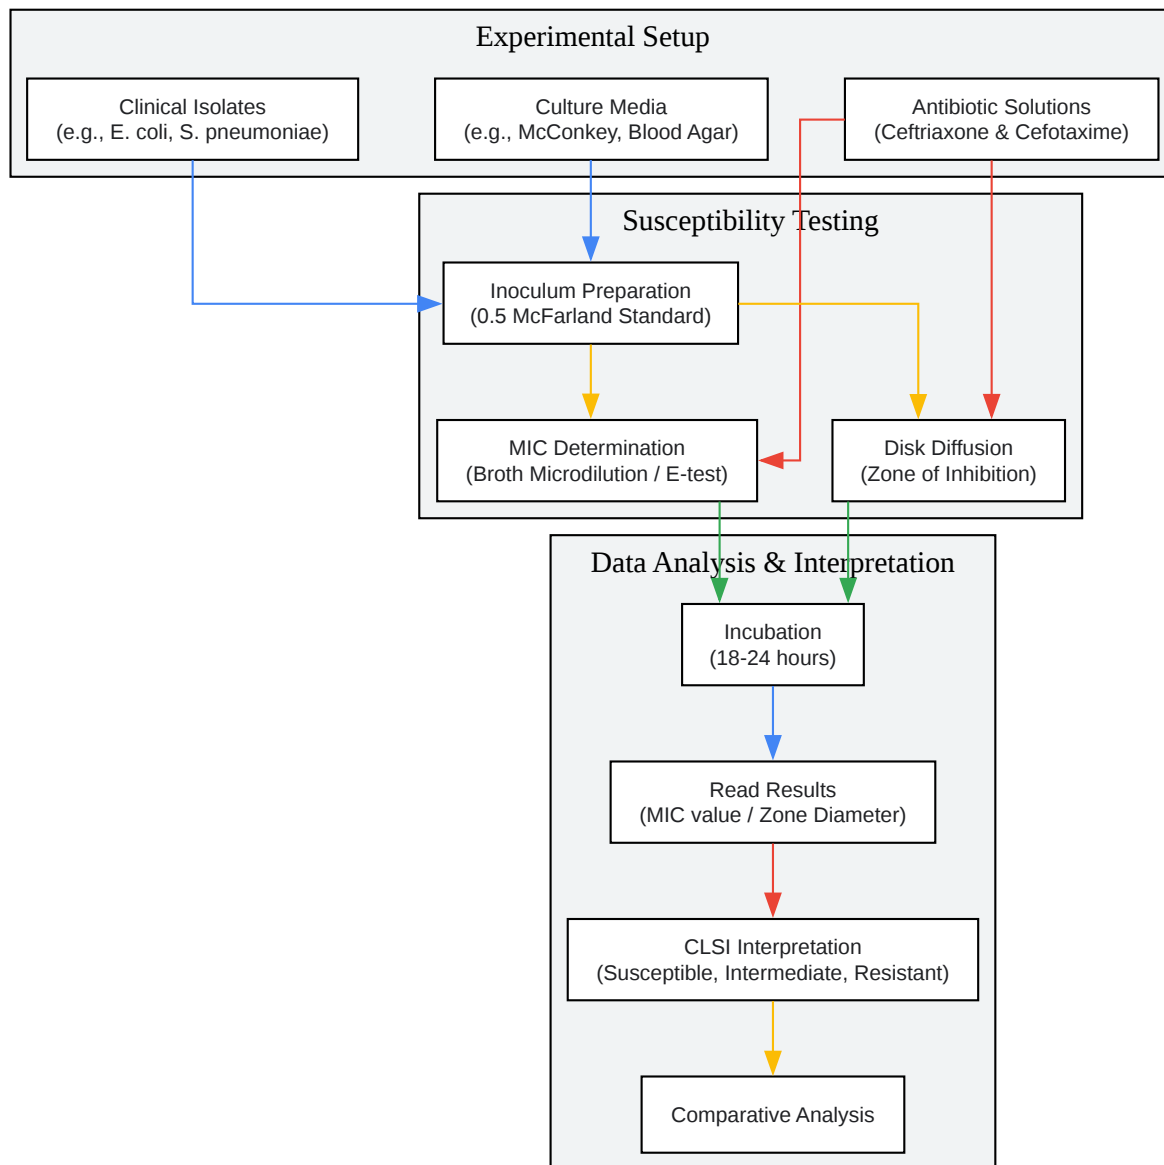 Experimental Setup
Clinical Isolates
(e.g., E. coli, S. pneumoniae)
Culture Media
(e.g., McConkey, Blood Agar)
Antibiotic Solutions
(Ceftriaxone & Cefotaxime)
Susceptibility Testing
Inoculum Preparation
(0.5 McFarland Standard)
MIC Determination
(Broth Microdilution / E-test)
Disk Diffusion
(Zone of Inhibition)
Data Analysis & Interpretation
Incubation
(18-24 hours)
Read Results
(MIC value / Zone Diameter)
CLSI Interpretation
(Susceptible, Intermediate, Resistant)
Comparative Analysis